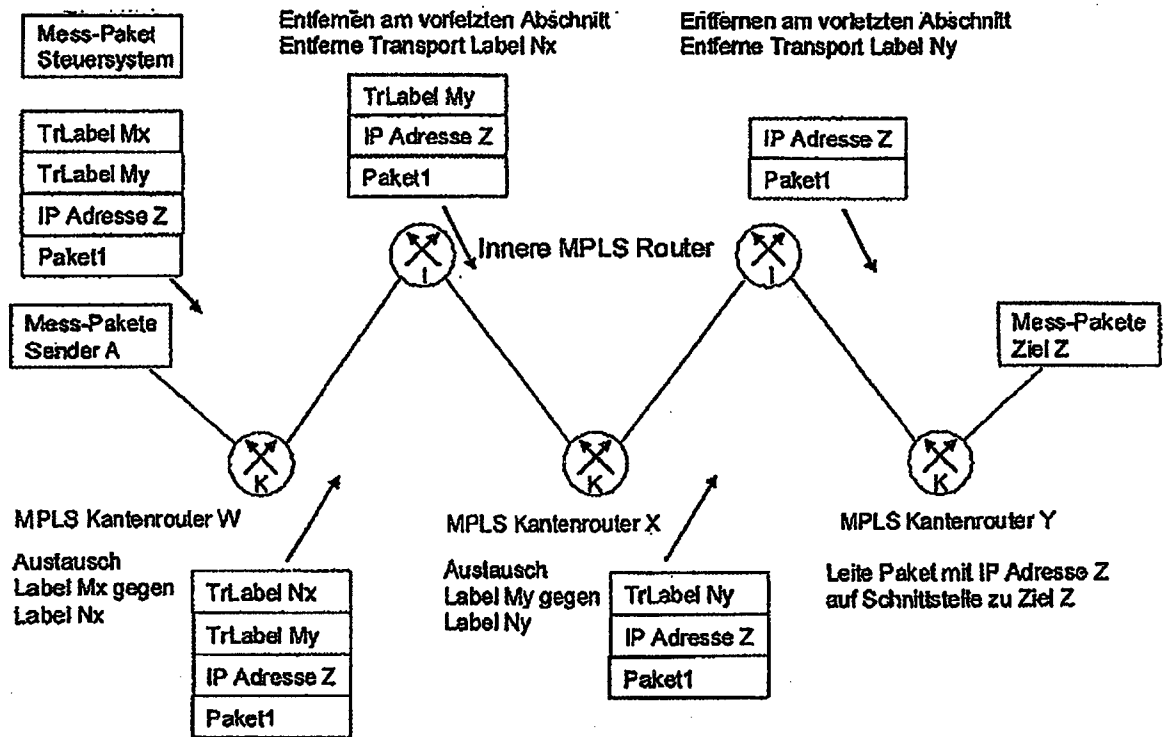 Mess-Paket
Steuersystem
Entfernen am vorletzten Abschnitt
Entferne Transport Label Nx
Entfernen am vorletzten Abschnitt
Entferne Transport Label Ny
TrLabel Mx
TrLabel My
IP Adresse Z
Paket1
TrLabel My
IP Adresse Z
Paket1
IP Adresse Z
Paket1
I
Innere MPLS Router
I
Mess-Pakete
Sender A
Mess-Pakete
Ziel Z
K
K
K
MPLS Kantenrouter W
Austausch
Label Mx gegen
Label Nx
TrLabel Nx
TrLabel My
IP Adresse Z
Paket1
MPLS Kantenrouter X
Austausch
Label My gegen
Label Ny
TrLabel Ny
IP Adresse Z
Paket1
MPLS Kantenrouter Y
Leite Paket mit IP Adresse Z
auf Schnittstelle zu Ziel Z